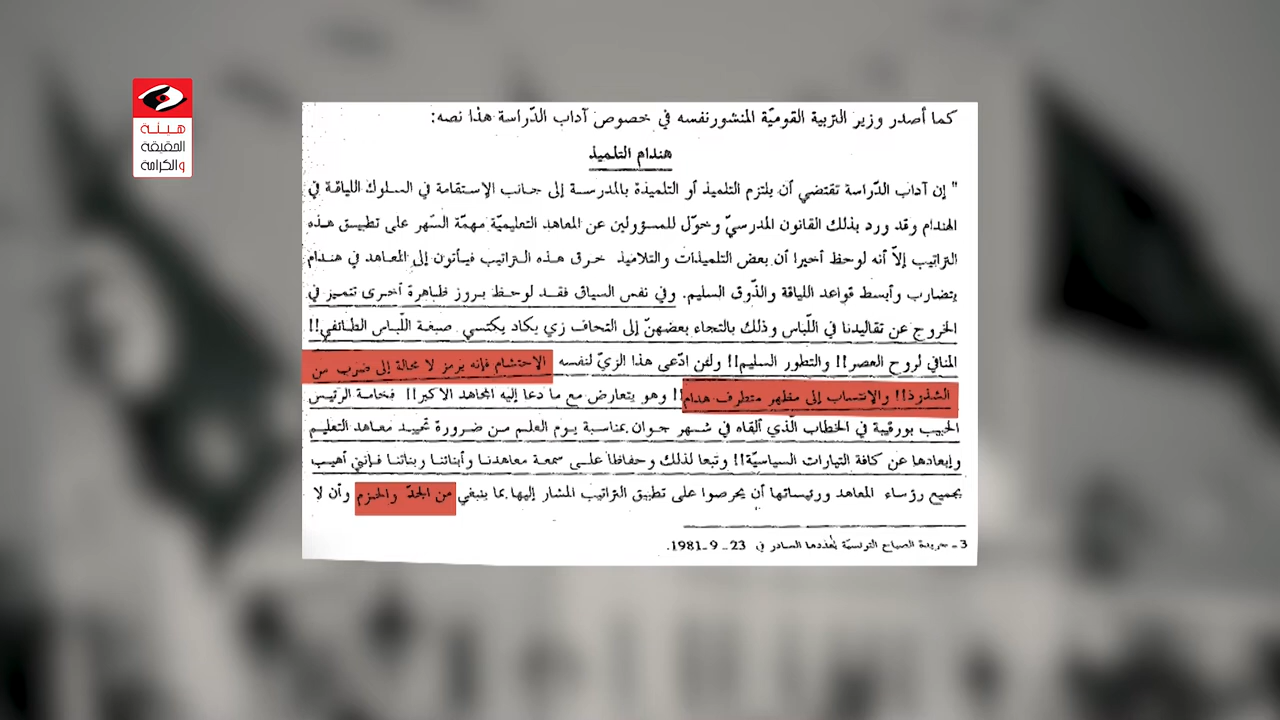 هيئة
الحقيقة
والكرامة
كما أصدر وزير التربية القوميّة المنشورنفسه في خصوص آداب الدّراسة هذا نصه:
هندام التلميذ
" إن آداب الدّراسة تقتضي أن يلتزم التلميذ أو التلميذة بالمدرسة إلى جانب الإستقامة في السلوك اللياقة في
الهندام وقد ورد بذلك القانون المدرسيّ وخوّل للمسؤولين عن المعاهد التعليميّة مهمّة السّهر على تطبيق هذه
التراتيب إلاّ أنه لوحظ أخيرا أن بعض التلميذات والتلاميذ خرق هذه التراتيب فيأتون إلى المعاهد في هندام
يتضارب وأبسط قواعد اللياقة والذّوق السليم. وفي نفس السياق فقد لوحظ بروز ظاهرة أخرى تتميز في
الخروج عن تقاليدنا في اللّباس وذلك بالتجاء بعضهنّ إلى التحاف زي يكاد يكتسي صبغة اللّباس الطائفي!!
المنافي لروح العصر!! والتطور السليم!! ولئن ادّعى هذا الزيّ لنفسه الإحتشام فإنه يرمز لا محالة إلى ضرب من
الشذوذ!! والإنتساب إلى مظهر متطرف هدام!! وهو يتعارض مع ما دعا إليه المجاهد الاكبر!! فخامة الرئيس
الحبيب بورقيبة في الخطاب الّذي ألقاه في شهر جوان بمناسبة يوم العلم من ضرورة تحييد معاهد التعليم
وإبعادها عن كافة التيارات السياسيّة!! وتبعا لذلك وحفاظا على سمعة معاهدنا وأبنائنا وبناتنا فإنني أهيب
بجميع رؤساء المعاهد ورئيساتها أن يحرصوا على تطبيق التراتيب المشار إليها بما ينبغي من الجدّ والحزم وأن لا
3 ـ جريدة الصباح التونسيّة بعددها الصادر في 23 ـ 9 ـ 1981.